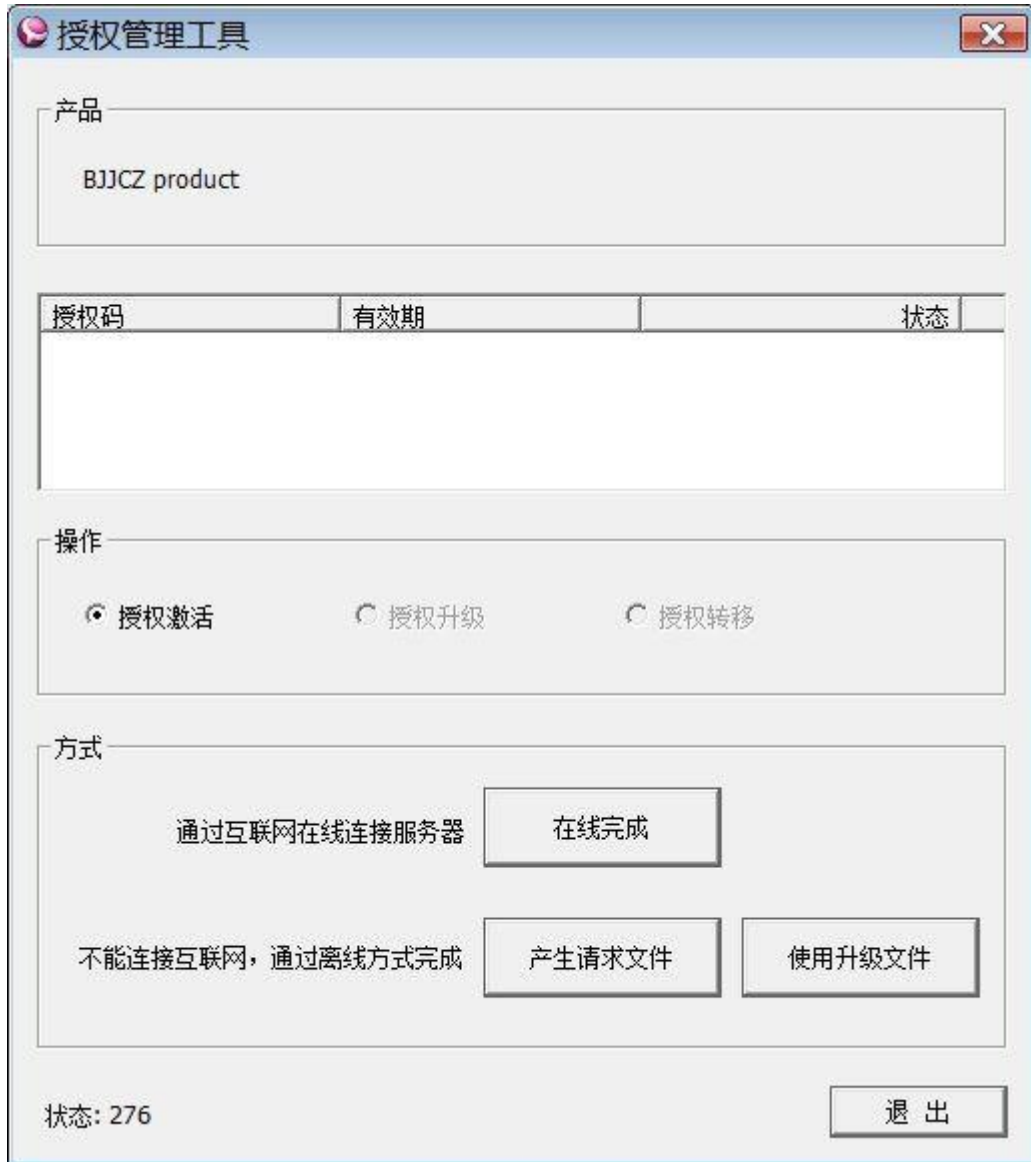 授权管理工具
产品
BJJCZ product
授权码 有效期 状态
操作
授权激活 授权升级 授权转移
方式
通过互联网在线连接服务器 在线完成
不能连接互联网，通过离线方式完成 产生请求文件 使用升级文件
状态: 276 退 出